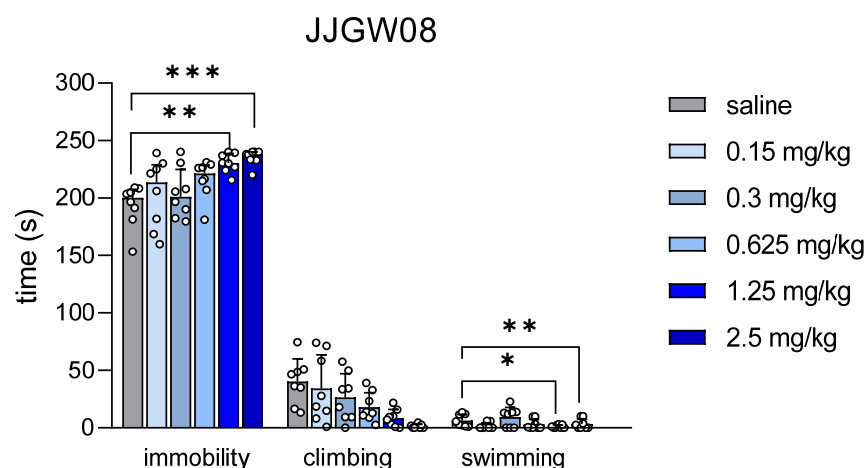 JJGW08
300
250
200
150
100
50
0
time (s)
***
**
**
*
immobility climbing swimming
saline
0.15 mg/kg
0.3 mg/kg
0.625 mg/kg
1.25 mg/kg
2.5 mg/kg